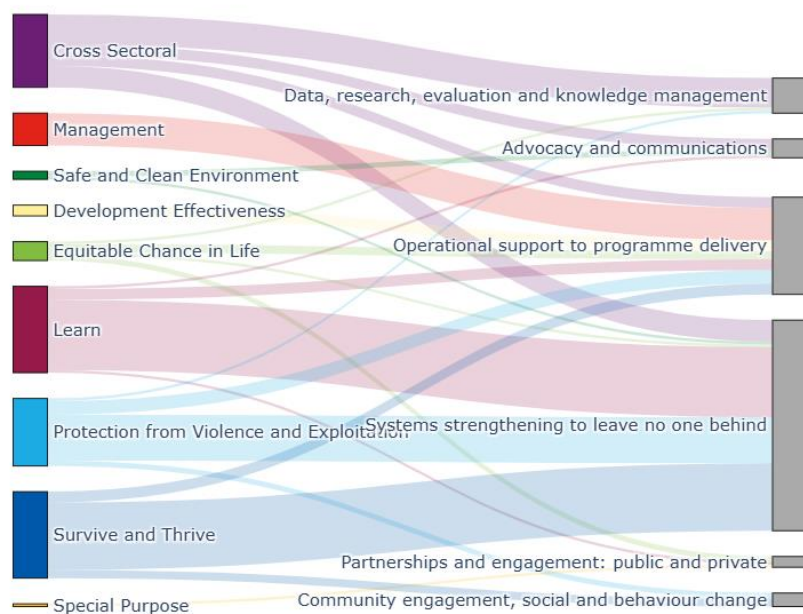 Cross Sectoral
Management
Safe and Clean Environment
Development Effectiveness
Equitable Chance in Life
Learn
Protection from Violence and Exploitation
Survive and Thrive
Special Purpose
Data, research, evaluation and knowledge management
Advocacy and communications
Operational support to programme delivery
Systems strengthening to leave no one behind
Partnerships and engagement: public and private
Community engagement, social and behaviour change